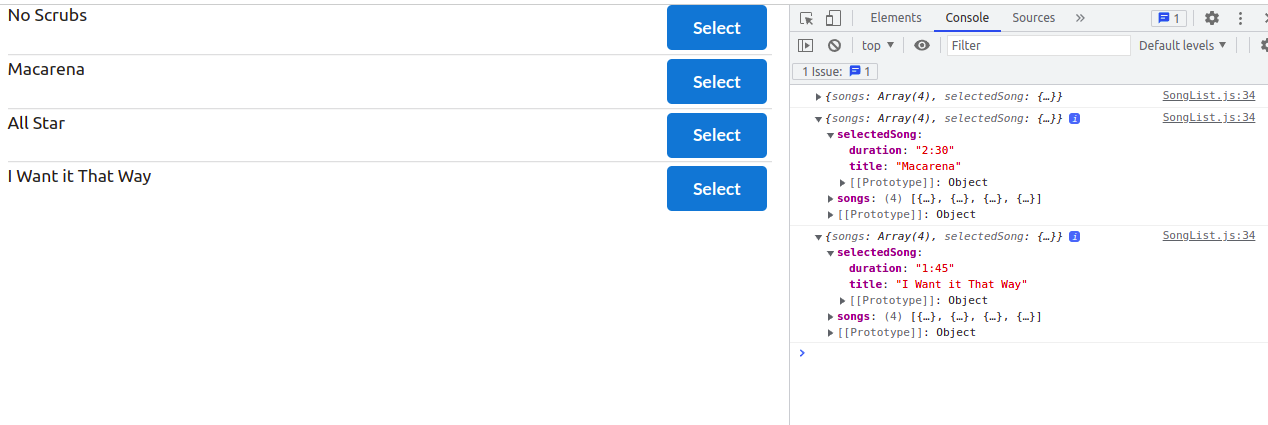 No Scrubs
Select
Macarena
Select
All Star
Select
I Want it That Way
Select
Elements Console Sources » 1
top ▼ Filter Default levels ▼
1 Issue: 1
▶ {songs: Array(4), selectedSong: {…}} SongList.js:34
▼ {songs: Array(4), selectedSong: {…}} i SongList.js:34
▼ selectedSong:
duration: "2:30"
title: "Macarena"
▶ [[Prototype]]: Object
▶ songs: (4) [{…}, {…}, {…}, {…}]
▶ [[Prototype]]: Object
▼ {songs: Array(4), selectedSong: {…}} i SongList.js:34
▼ selectedSong:
duration: "1:45"
title: "I Want it That Way"
▶ [[Prototype]]: Object
▶ songs: (4) [{…}, {…}, {…}, {…}]
▶ [[Prototype]]: Object
>